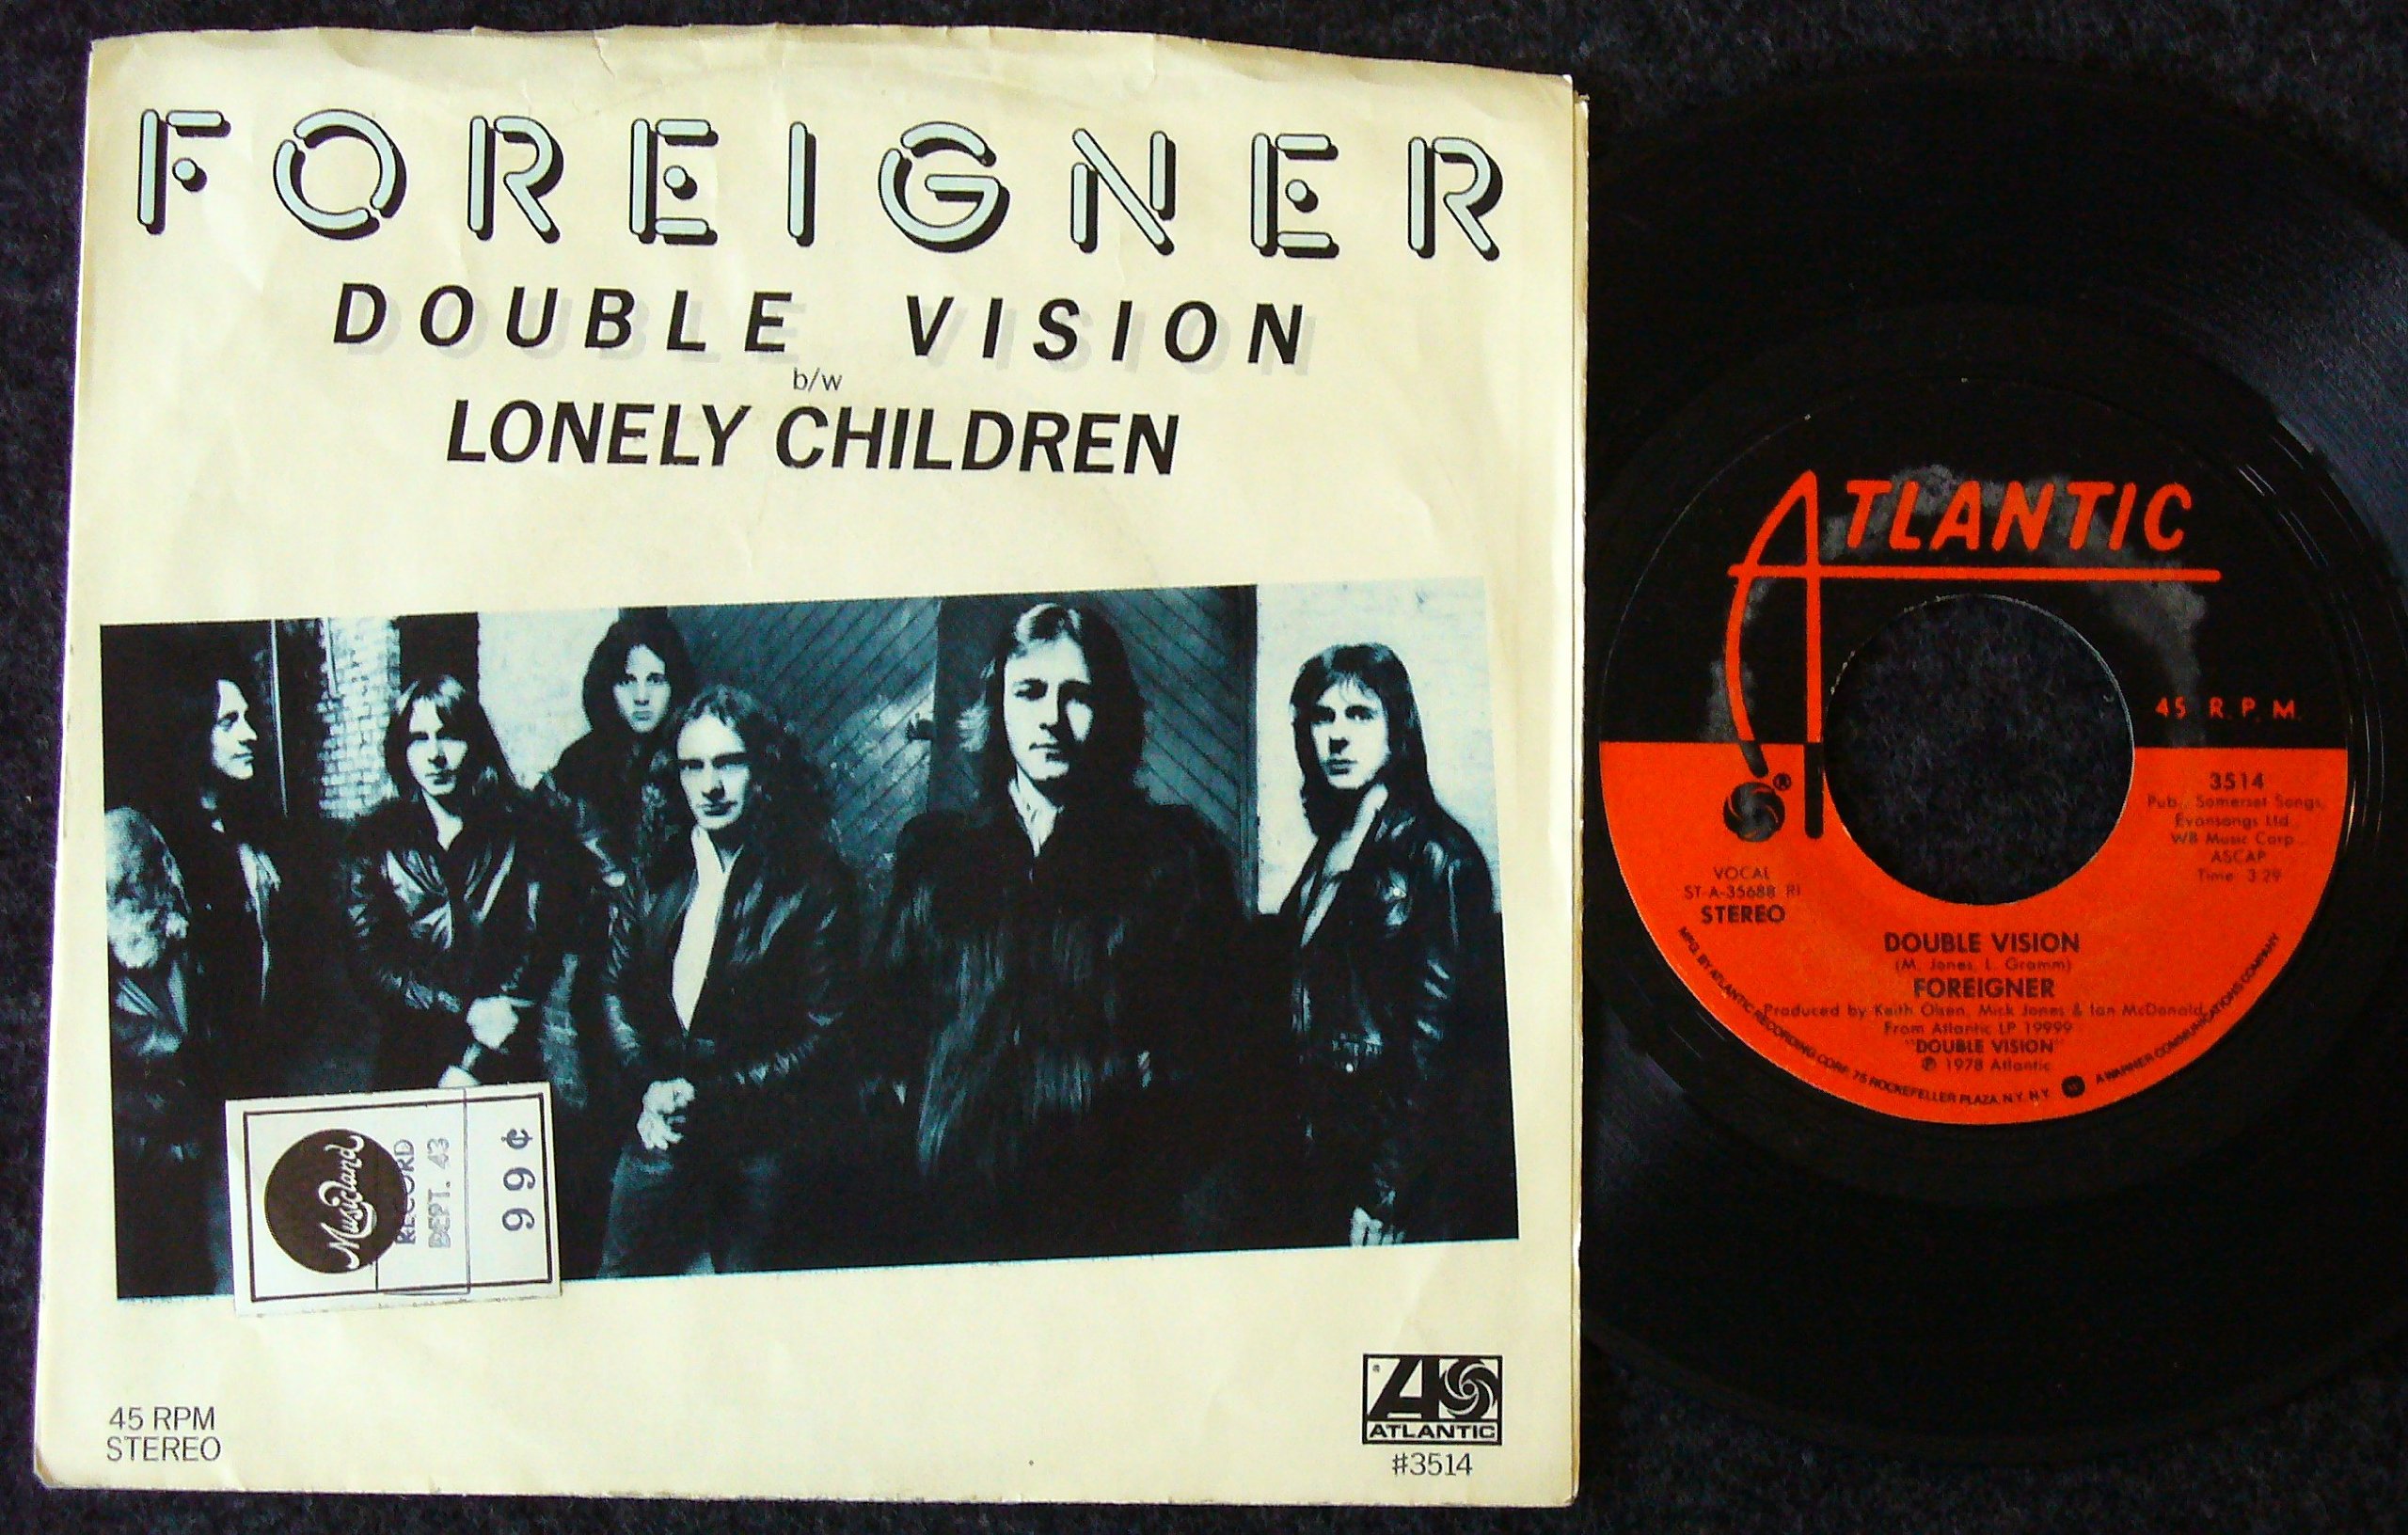 FOREIGNER
DOUBLE VISION
b/w
LONELY CHILDREN
Musicland
RECORD
DEPT. 43
99¢
45 RPM
STEREO
ATLANTIC
#3514
ATLANTIC
45 R.P.M.
®
3514
Pub., Somerset Songs,
Evansongs Ltd.
WB Music Corp.
ASCAP
Time: 3:29
VOCAL
ST-A-35688 RI
STEREO
DOUBLE VISION
(M. Jones, L. Gramm)
FOREIGNER
Produced by Keith Olsen, Mick Jones & Ian McDonald
From Atlantic LP 19999
"DOUBLE VISION"
℗ 1978 Atlantic
MFG. BY ATLANTIC RECORDING CORP. 75 ROCKEFELLER PLAZA, N.Y. N.Y. A WARNER COMMUNICATIONS COMPANY